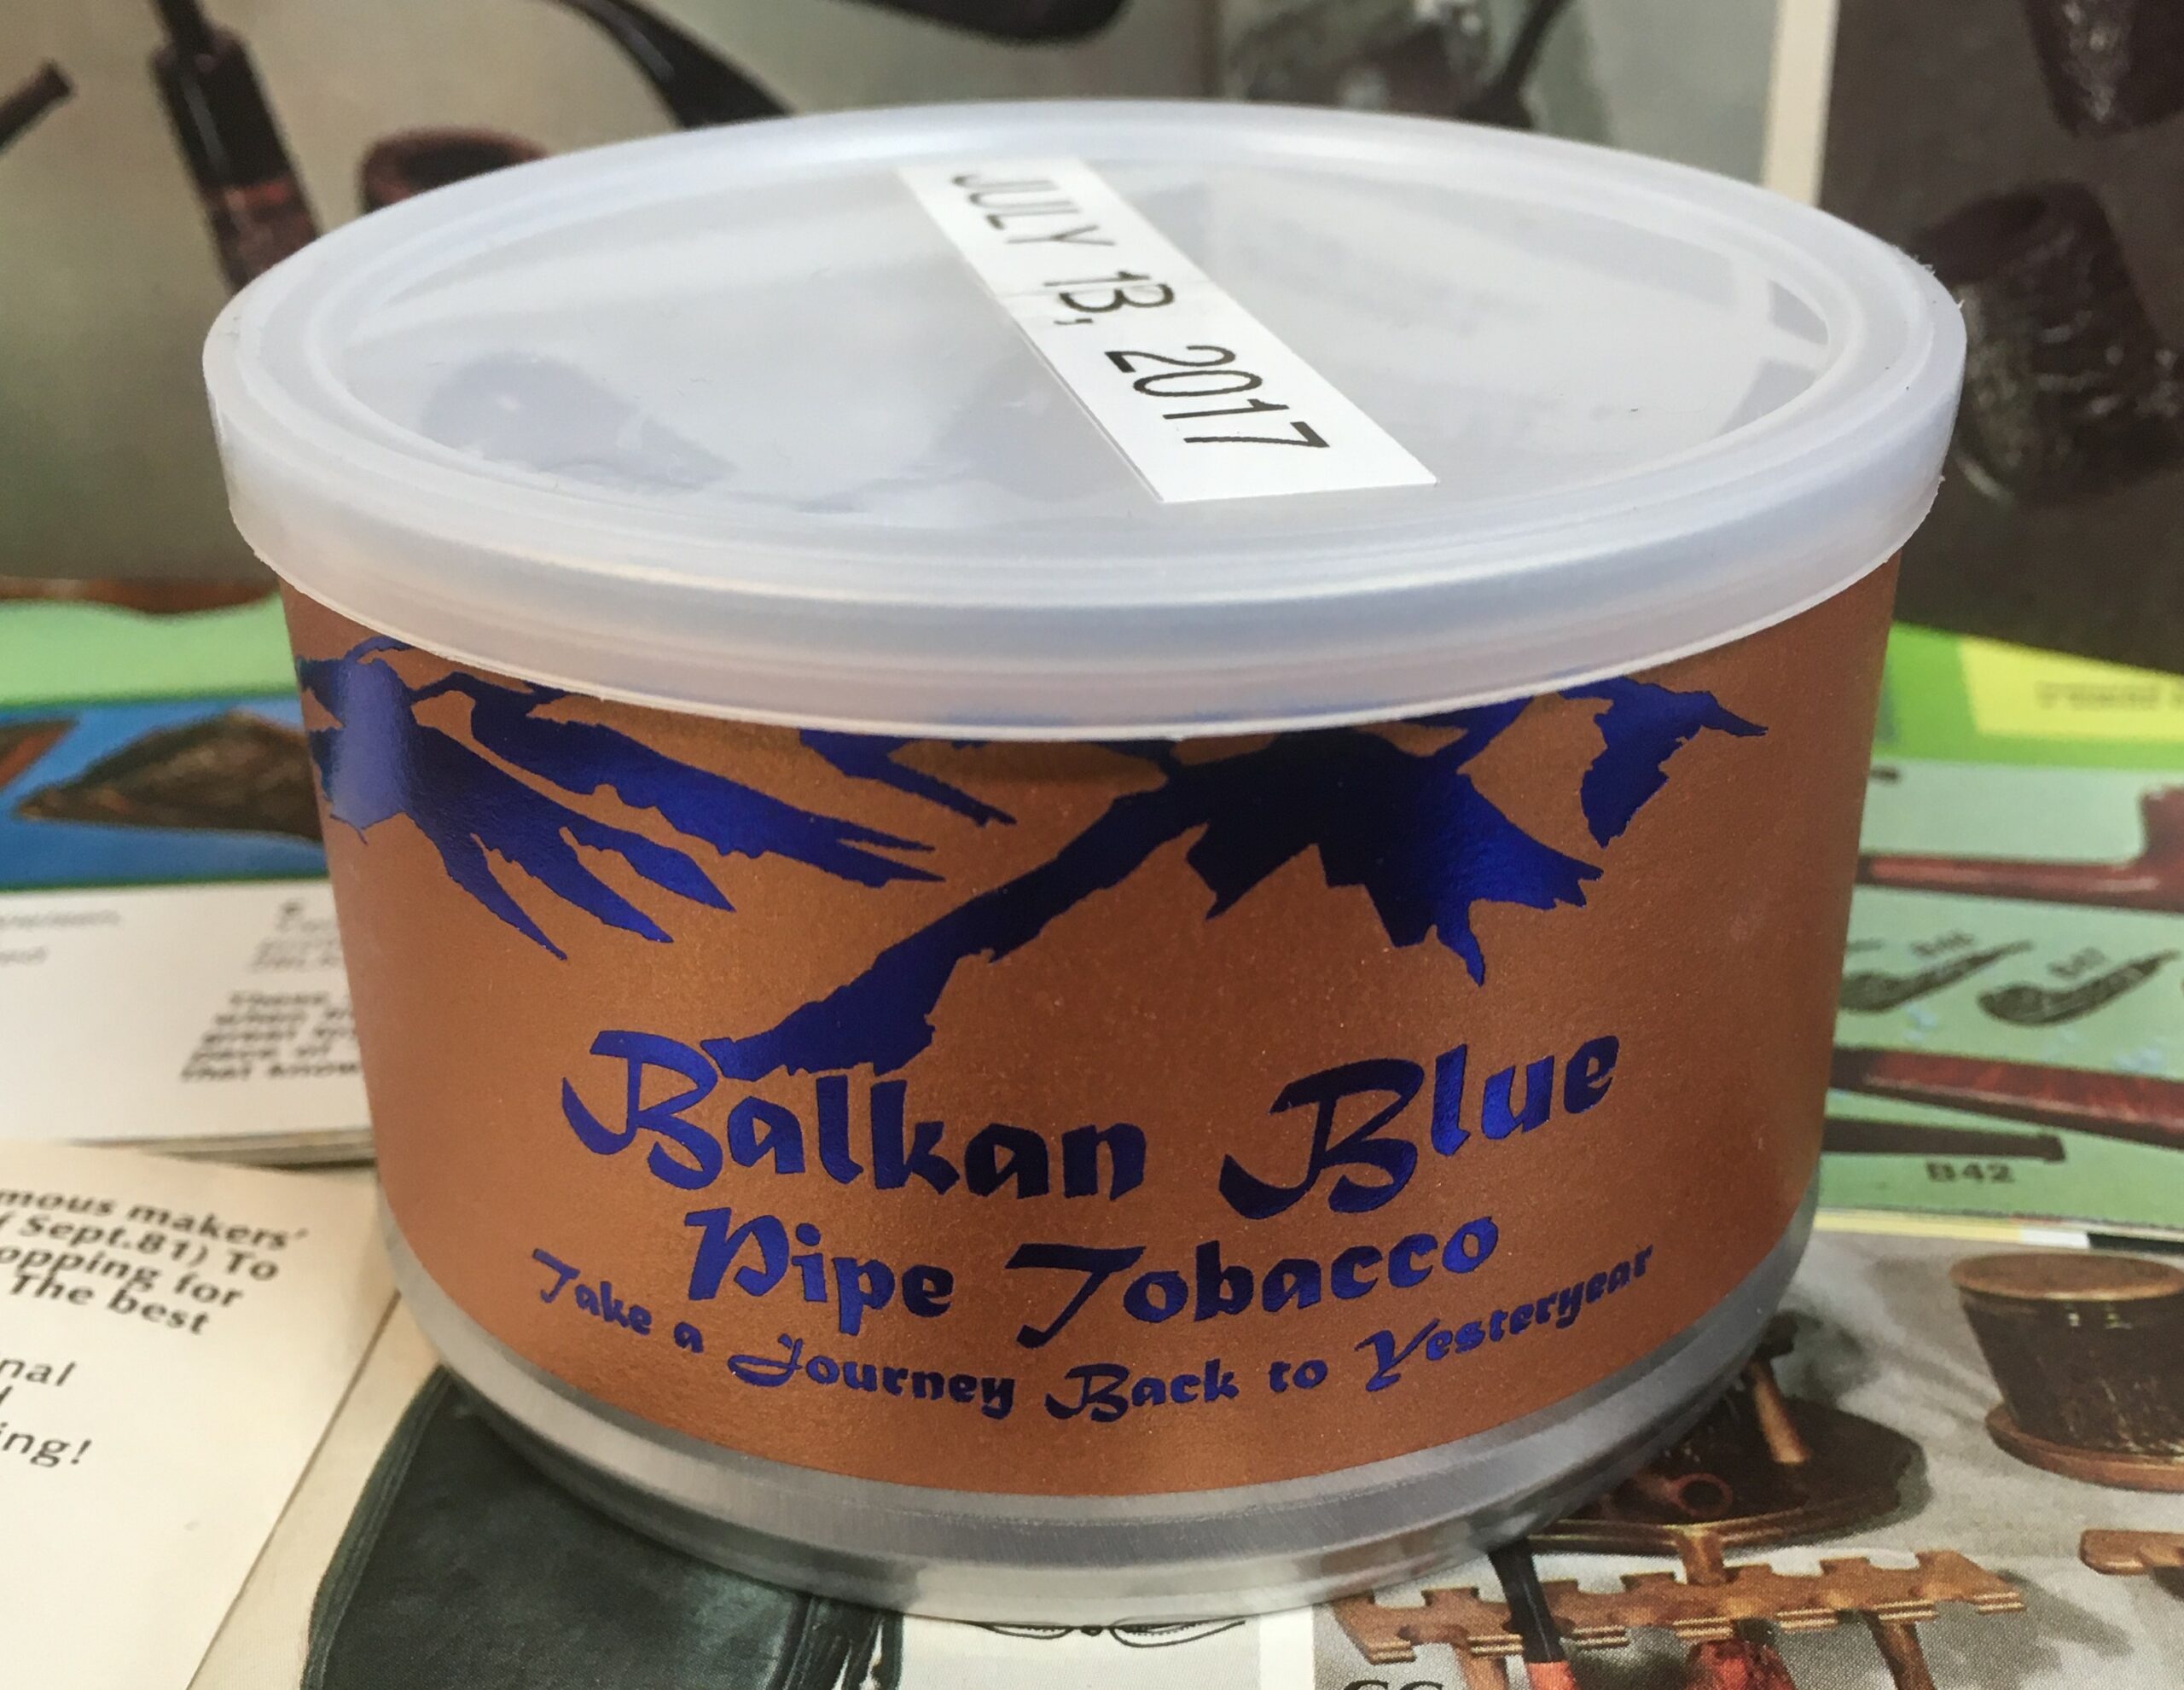 JULY 13, 2017
Balkan Blue
Pipe Tobacco
Take a Journey Back to Yesteryear
mous makers'
Sept.81) To
opping for
The best
nal
ing!
B42